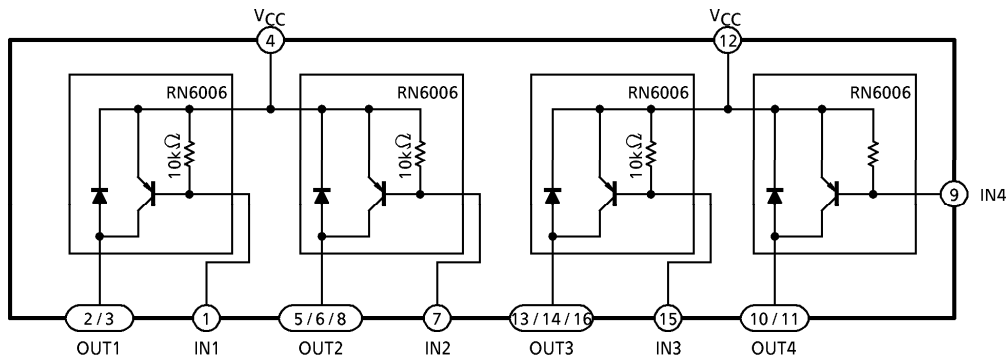 VCC
VCC
4
12
RN6006
RN6006
RN6006
RN6006
10kΩ
10kΩ
10kΩ
9
IN4
2 / 3
1
5 / 6 / 8
7
13 / 14 / 16
15
10 / 11
OUT1
IN1
OUT2
IN2
OUT3
IN3
OUT4